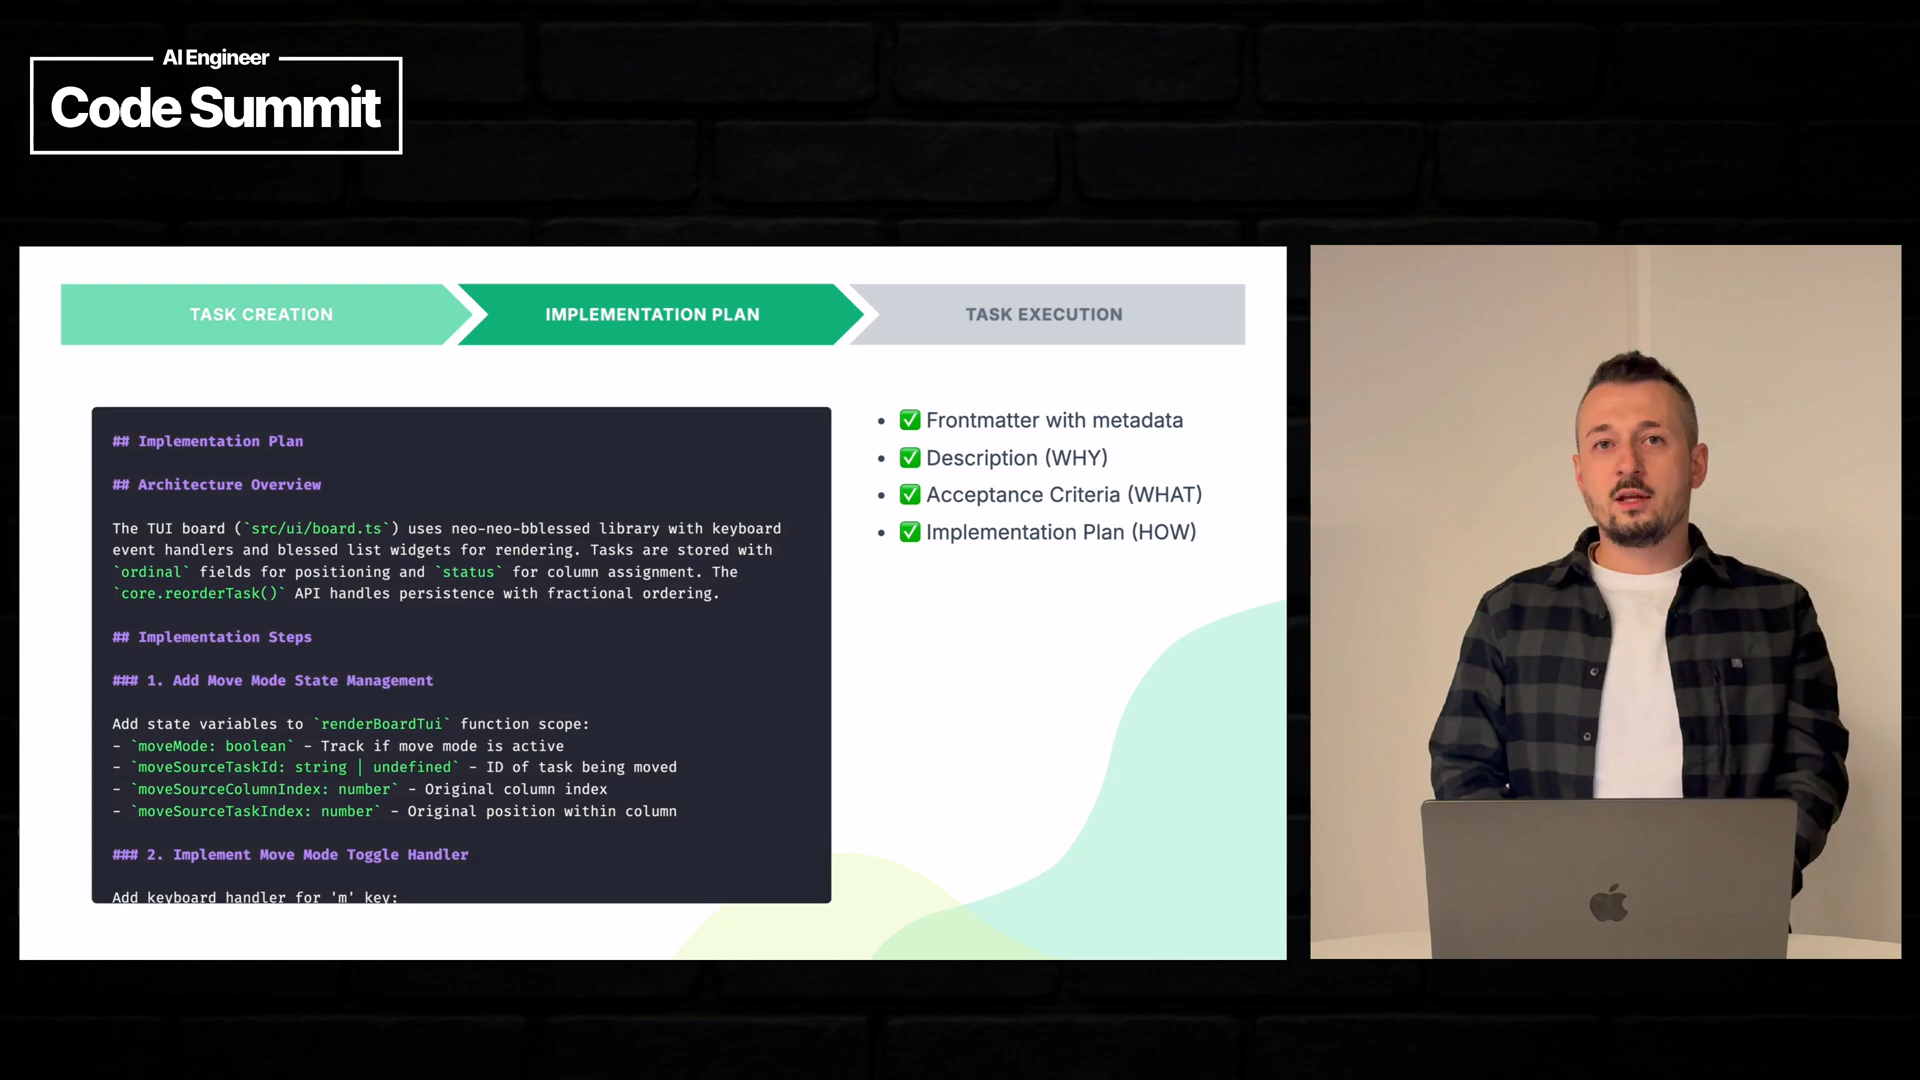 AI Engineer
Code Summit
TASK CREATION
IMPLEMENTATION PLAN
TASK EXECUTION
## Implementation Plan
## Architecture Overview
The TUI board (`src/ui/board.ts`) uses neo-neo-bblessed library with keyboard
event handlers and blessed list widgets for rendering. Tasks are stored with
`ordinal` fields for positioning and `status` for column assignment. The
`core.reorderTask()` API handles persistence with fractional ordering.
## Implementation Steps
### 1. Add Move Mode State Management
Add state variables to `renderBoardTui` function scope:
- `moveMode: boolean` - Track if move mode is active
- `moveSourceTaskId: string | undefined` - ID of task being moved
- `moveSourceColumnIndex: number` - Original column index
- `moveSourceTaskIndex: number` - Original position within column
### 2. Implement Move Mode Toggle Handler
Add keyboard handler for 'm' key:
• ✅ Frontmatter with metadata
• ✅ Description (WHY)
• ✅ Acceptance Criteria (WHAT)
• ✅ Implementation Plan (HOW)